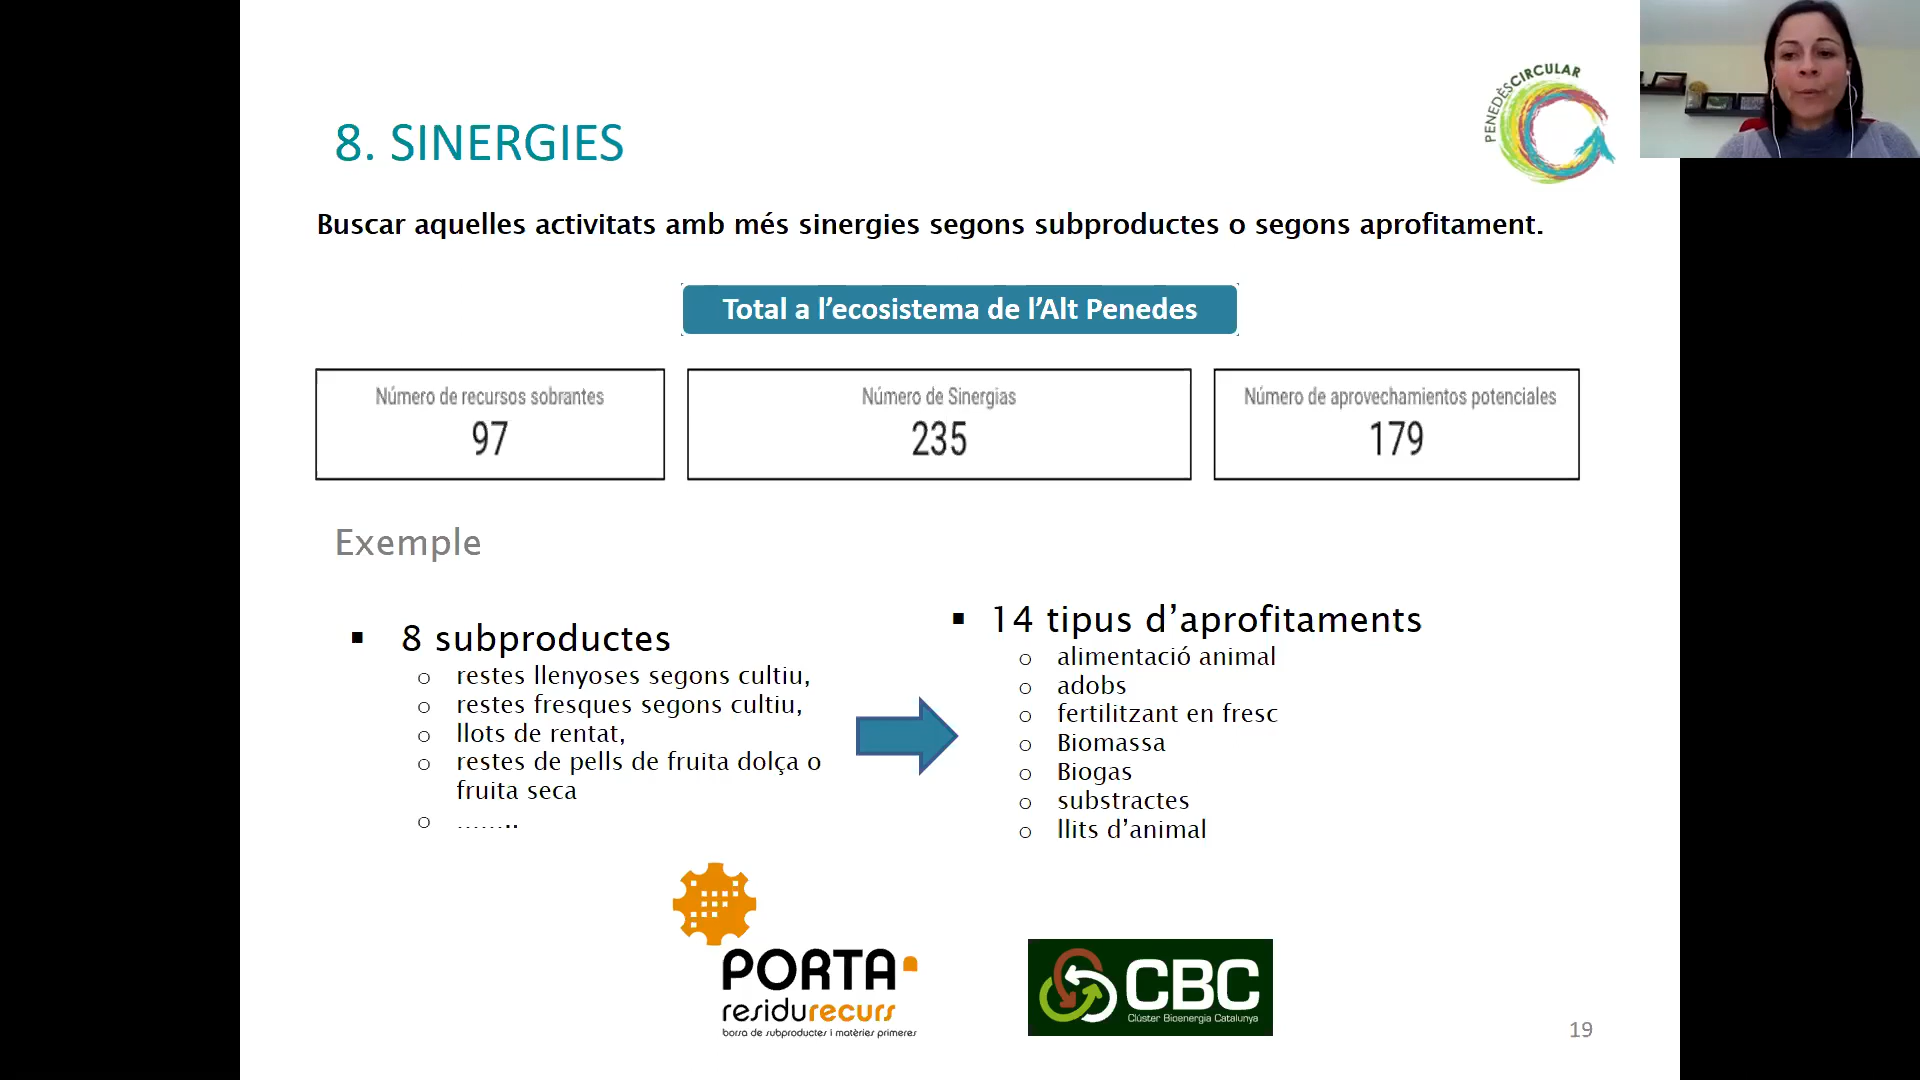 PENEDÈSCIRCULAR
8. SINERGIES
Buscar aquelles activitats amb més sinergies segons subproductes o segons aprofitament.
Total a l’ecosistema de l’Alt Penedes
Número de recursos sobrantes
97
Número de Sinergias
235
Número de aprovechamientos potenciales
179
Exemple
▪ 8 subproductes
o restes llenyoses segons cultiu,
o restes fresques segons cultiu,
o llots de rentat,
o restes de pells de fruita dolça o
fruita seca
o ……..
▪ 14 tipus d’aprofitaments
o alimentació animal
o adobs
o fertilitzant en fresc
o Biomassa
o Biogas
o substractes
o llits d’animal
PORTA
residurecurs
borsa de subproductes i matèries primeres
CBC
Clúster Bioenergia Catalunya
19